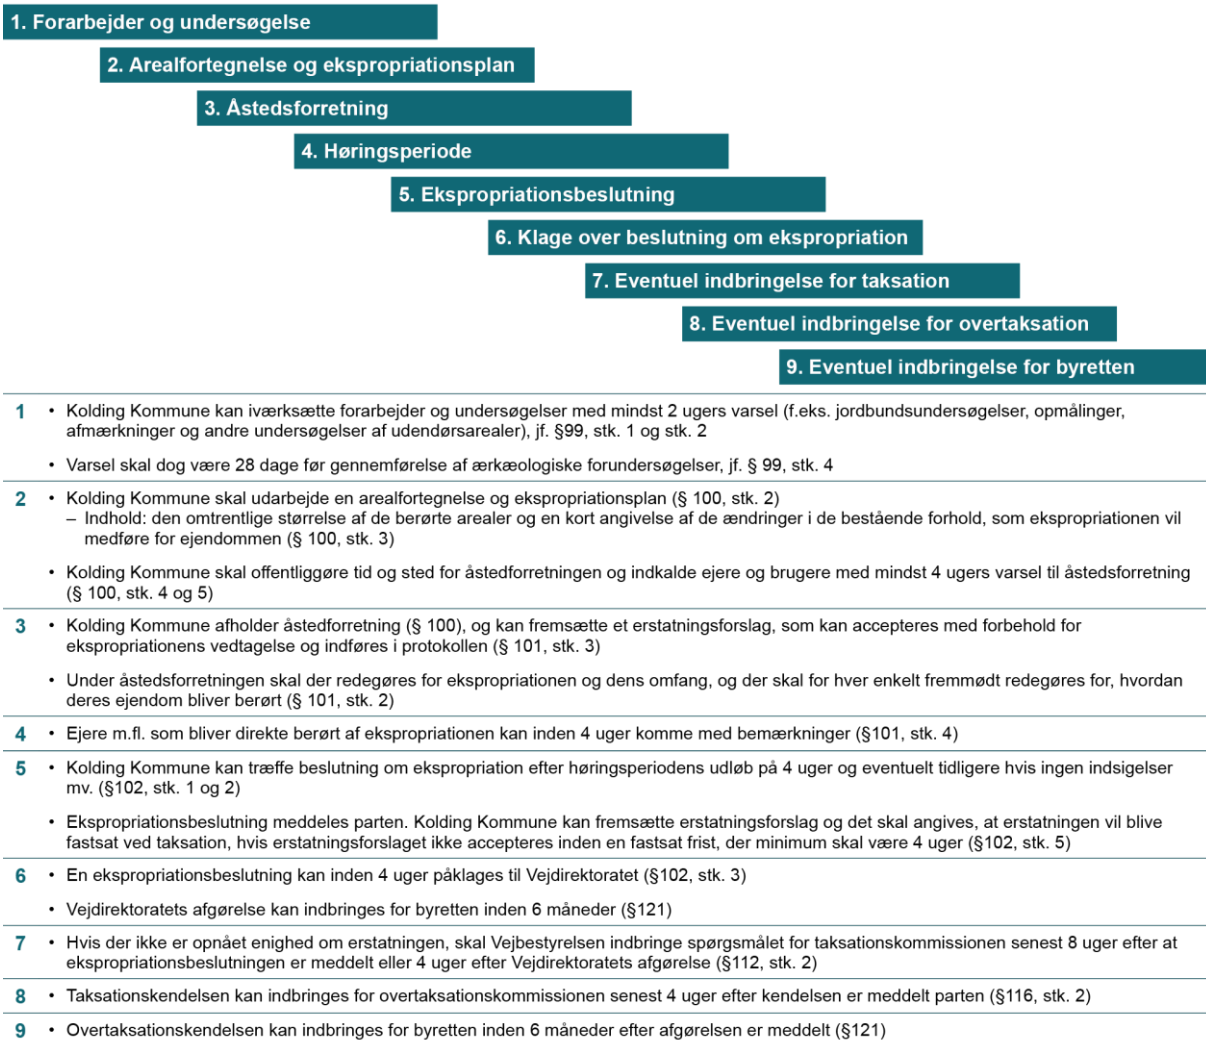 1. Forarbejder og undersøgelse
2. Arealfortegnelse og ekspropriationsplan
3. Åstedsforretning
4. Høringsperiode
5. Ekspropriationsbeslutning
6. Klage over beslutning om ekspropriation
7. Eventuel indbringelse for taksation
8. Eventuel indbringelse for overtaksation
9. Eventuel indbringelse for byretten
1 • Kolding Kommune kan iværksætte forarbejder og undersøgelser med mindst 2 ugers varsel (f.eks. jordbundsundersøgelser, opmålinger,
afmærkninger og andre undersøgelser af udendørsarealer), jf. §99, stk. 1 og stk. 2
• Varsel skal dog være 28 dage før gennemførelse af ærkæologiske forundersøgelser, jf. § 99, stk. 4
2 • Kolding Kommune skal udarbejde en arealfortegnelse og ekspropriationsplan (§ 100, stk. 2)
– Indhold: den omtrentlige størrelse af de berørte arealer og en kort angivelse af de ændringer i de bestående forhold, som ekspropriationen vil
medføre for ejendommen (§ 100, stk. 3)
• Kolding Kommune skal offentliggøre tid og sted for åstedforretningen og indkalde ejere og brugere med mindst 4 ugers varsel til åstedsforretning
(§ 100, stk. 4 og 5)
3 • Kolding Kommune afholder åstedforretning (§ 100), og kan fremsætte et erstatningsforslag, som kan accepteres med forbehold for
ekspropriationens vedtagelse og indføres i protokollen (§ 101, stk. 3)
• Under åstedsforretningen skal der redegøres for ekspropriationen og dens omfang, og der skal for hver enkelt fremmødt redegøres for, hvordan
deres ejendom bliver berørt (§ 101, stk. 2)
4 • Ejere m.fl. som bliver direkte berørt af ekspropriationen kan inden 4 uger komme med bemærkninger (§101, stk. 4)
5 • Kolding Kommune kan træffe beslutning om ekspropriation efter høringsperiodens udløb på 4 uger og eventuelt tidligere hvis ingen indsigelser
mv. (§102, stk. 1 og 2)
• Ekspropriationsbeslutning meddeles parten. Kolding Kommune kan fremsætte erstatningsforslag og det skal angives, at erstatningen vil blive
fastsat ved taksation, hvis erstatningsforslaget ikke accepteres inden en fastsat frist, der minimum skal være 4 uger (§102, stk. 5)
6 • En ekspropriationsbeslutning kan inden 4 uger påklages til Vejdirektoratet (§102, stk. 3)
• Vejdirektoratets afgørelse kan indbringes for byretten inden 6 måneder (§121)
7 • Hvis der ikke er opnået enighed om erstatningen, skal Vejbestyrelsen indbringe spørgsmålet for taksationskommissionen senest 8 uger efter at
ekspropriationsbeslutningen er meddelt eller 4 uger efter Vejdirektoratets afgørelse (§112, stk. 2)
8 • Taksationskendelsen kan indbringes for overtaksationskommissionen senest 4 uger efter kendelsen er meddelt parten (§116, stk. 2)
9 • Overtaksationskendelsen kan indbringes for byretten inden 6 måneder efter afgørelsen er meddelt (§121)